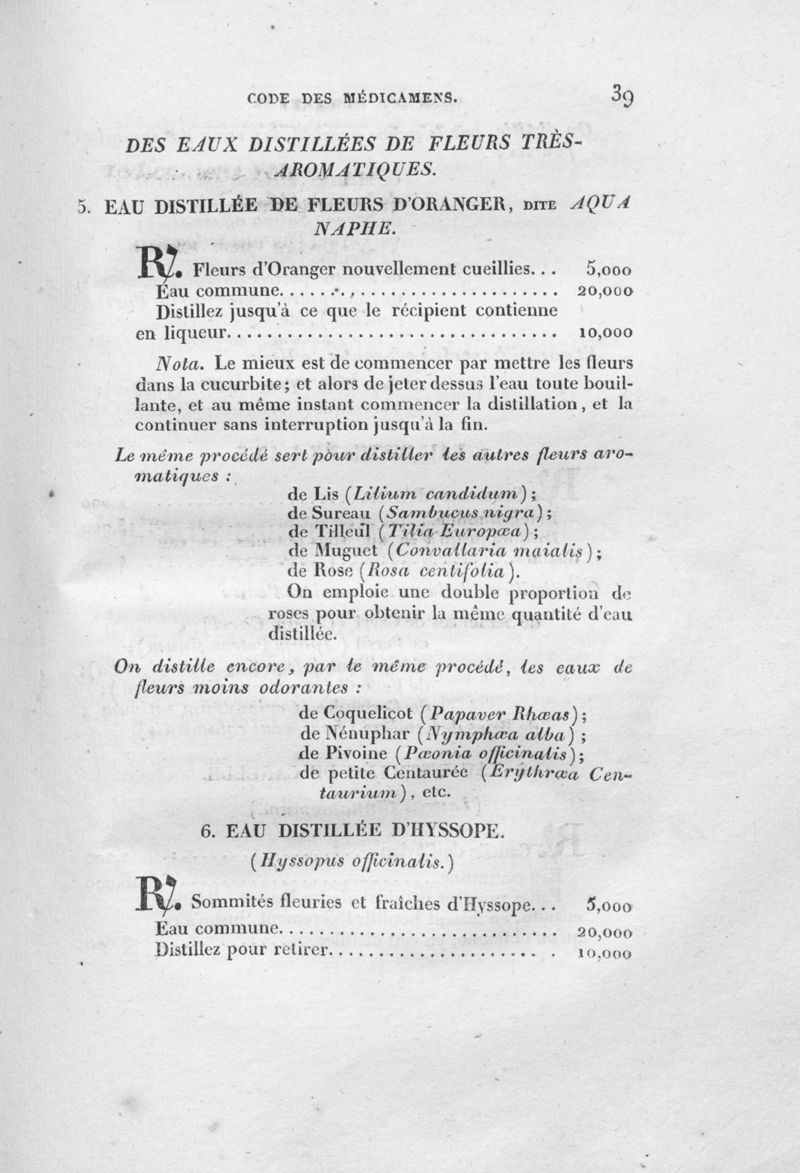 CODE DES MÉDICAMENS. 39
DES EAUX DISTILLÉES DE FLEURS TRÈS-
AROMATIQUES.
5. EAU DISTILLÉE DE FLEURS D'ORANGER, DITE AQUA
NAPHE.
℞. Fleurs d'Oranger nouvellement cueillies... 5,000
Eau commune............................ 20,000
Distillez jusqu'à ce que le récipient contienne
en liqueur.................................. 10,000
Nota. Le mieux est de commencer par mettre les fleurs
dans la cucurbite; et alors de jeter dessus l'eau toute bouil-
lante, et au même instant commencer la distillation, et la
continuer sans interruption jusqu'à la fin.
Le même procédé sert pour distiller les autres fleurs aro-
matiques :
de Lis (Lilium candidum);
de Sureau (Sambucus nigra);
de Tilleul (Tilia Europæa);
de Muguet (Convallaria maialis);
de Rose (Rosa centifolia).
On emploie une double proportion de
roses pour obtenir la même quantité d'eau
distillée.
On distille encore, par le même procédé, les eaux de
fleurs moins odorantes :
de Coquelicot (Papaver Rhœas);
de Nénuphar (Nymphœa alba) ;
de Pivoine (Pæonia officinalis);
de petite Centaurée (Erythræa Cen-
taurium), etc.
6. EAU DISTILLÉE D'HYSSOPE.
(Hyssopus officinalis.)
℞. Sommités fleuries et fraîches d'Hyssope... 5,000
Eau commune............................ 20,000
Distillez pour retirer....................... 10,000